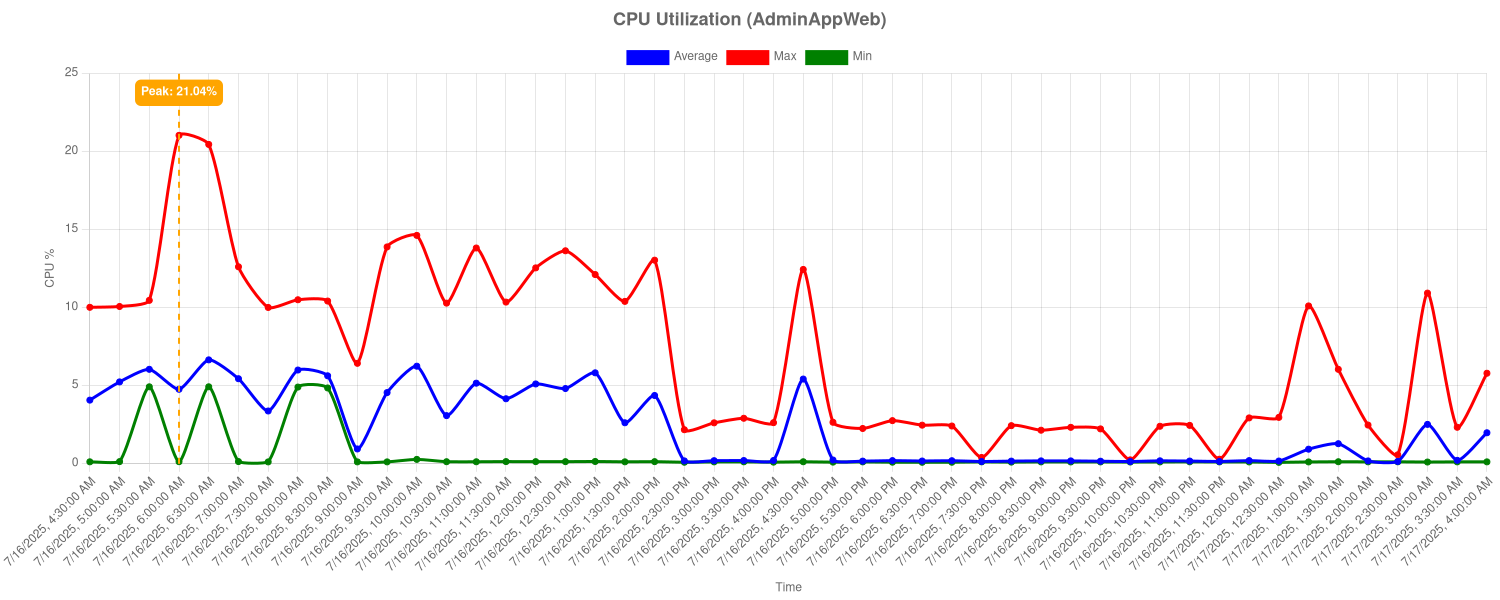 CPU Utilization (AdminAppWeb)
Average
Max
Min
Peak: 21.04%
CPU %
25
20
15
10
5
0
7/16/2025, 4:30:00 AM
7/16/2025, 5:00:00 AM
7/16/2025, 5:30:00 AM
7/16/2025, 6:00:00 AM
7/16/2025, 6:30:00 AM
7/16/2025, 7:00:00 AM
7/16/2025, 7:30:00 AM
7/16/2025, 8:00:00 AM
7/16/2025, 8:30:00 AM
7/16/2025, 9:00:00 AM
7/16/2025, 9:30:00 AM
7/16/2025, 10:00:00 AM
7/16/2025, 10:30:00 AM
7/16/2025, 11:00:00 AM
7/16/2025, 11:30:00 AM
7/16/2025, 12:00:00 PM
7/16/2025, 12:30:00 PM
7/16/2025, 1:00:00 PM
7/16/2025, 1:30:00 PM
7/16/2025, 2:00:00 PM
7/16/2025, 2:30:00 PM
7/16/2025, 3:00:00 PM
7/16/2025, 3:30:00 PM
7/16/2025, 4:00:00 PM
7/16/2025, 4:30:00 PM
7/16/2025, 5:00:00 PM
7/16/2025, 5:30:00 PM
7/16/2025, 6:00:00 PM
7/16/2025, 6:30:00 PM
7/16/2025, 7:00:00 PM
7/16/2025, 7:30:00 PM
7/16/2025, 8:00:00 PM
7/16/2025, 8:30:00 PM
7/16/2025, 9:00:00 PM
7/16/2025, 9:30:00 PM
7/16/2025, 10:00:00 PM
7/16/2025, 10:30:00 PM
7/16/2025, 11:00:00 PM
7/16/2025, 11:30:00 PM
7/17/2025, 12:00:00 AM
7/17/2025, 12:30:00 AM
7/17/2025, 1:00:00 AM
7/17/2025, 1:30:00 AM
7/17/2025, 2:00:00 AM
7/17/2025, 2:30:00 AM
7/17/2025, 3:00:00 AM
7/17/2025, 3:30:00 AM
7/17/2025, 4:00:00 AM
Time